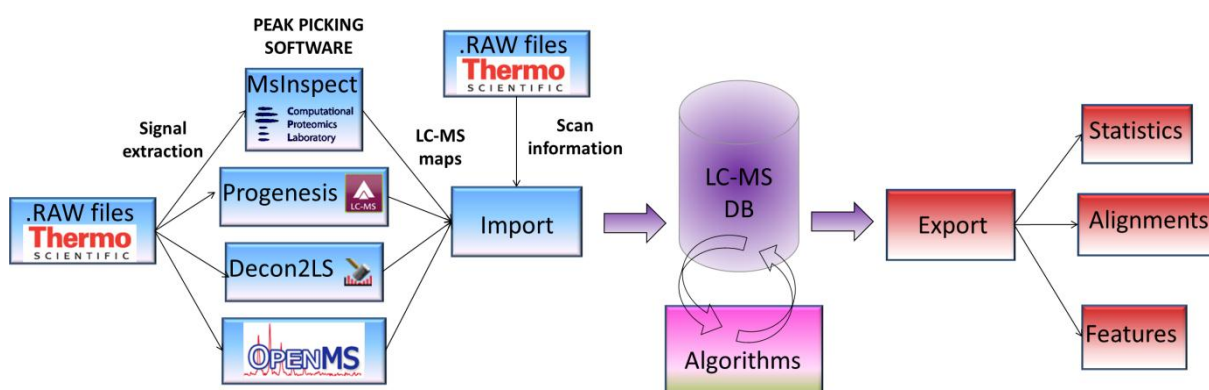 PEAK PICKING
SOFTWARE
.RAW files
Thermo
SCIENTIFIC
MsInspect
Computational
Proteomics
Laboratory
Signal
extraction
LC-MS
maps
Scan
information
Statistics
Progenesis
LC-MS
LC-MS
DB
.RAW files
Thermo
SCIENTIFIC
Import
Export
Alignments
Decon2LS
OPENMS
Algorithms
Features